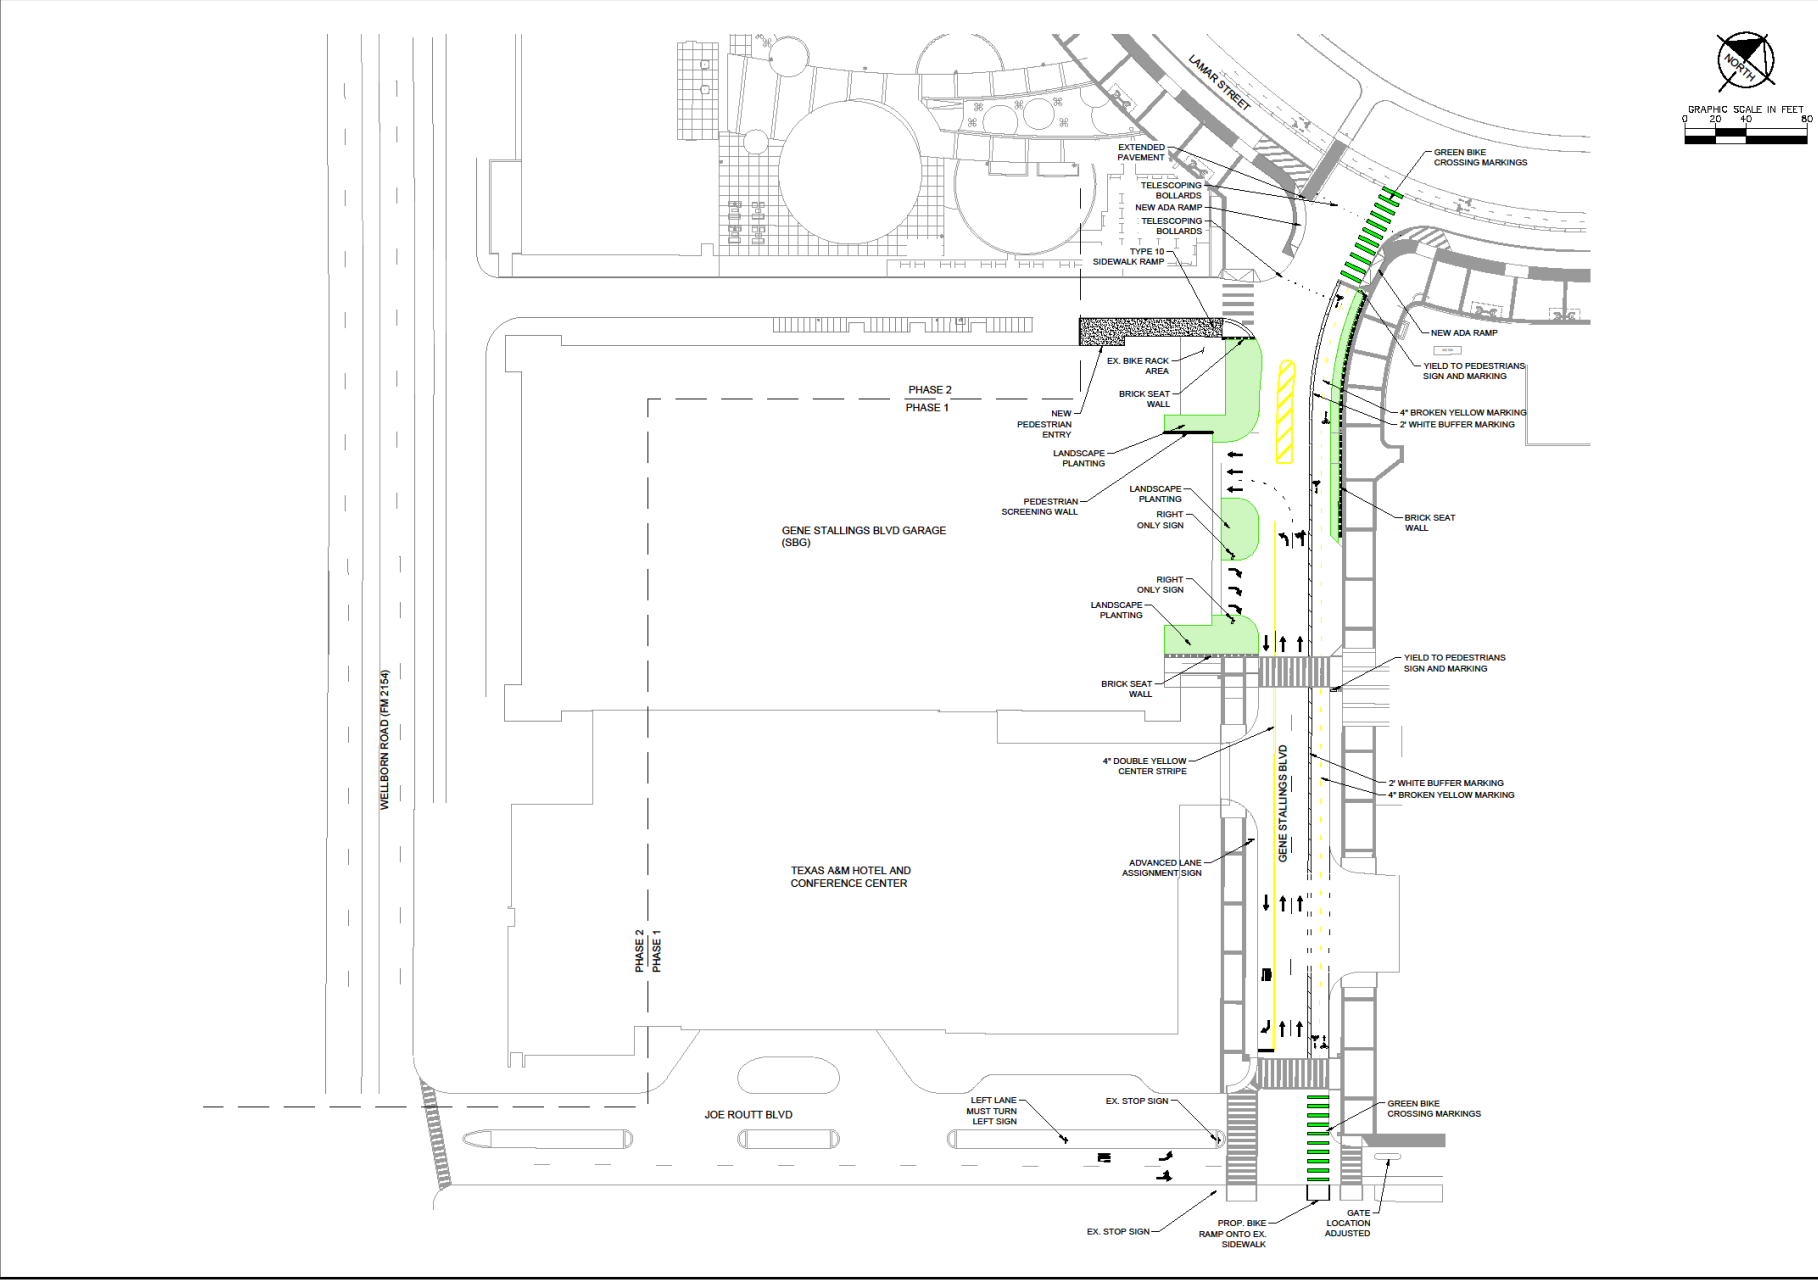 NORTH
GRAPHIC SCALE IN FEET
0 20 40 80
LAMAR STREET
EXTENDED
PAVEMENT
TELESCOPING
BOLLARDS
NEW ADA RAMP
TELESCOPING
BOLLARDS
TYPE 10
SIDEWALK RAMP
GREEN BIKE
CROSSING MARKINGS
NEW ADA RAMP
YIELD TO PEDESTRIANS
SIGN AND MARKING
4" BROKEN YELLOW MARKING
2' WHITE BUFFER MARKING
EX. BIKE RACK
AREA
BRICK SEAT
WALL
PHASE 2
PHASE 1
NEW
PEDESTRIAN
ENTRY
LANDSCAPE
PLANTING
PEDESTRIAN
SCREENING WALL
LANDSCAPE
PLANTING
RIGHT
ONLY SIGN
BRICK SEAT
WALL
GENE STALLINGS BLVD GARAGE
(SBG)
RIGHT
ONLY SIGN
LANDSCAPE
PLANTING
BRICK SEAT
WALL
YIELD TO PEDESTRIANS
SIGN AND MARKING
WELLBORN ROAD (FM 2154)
4" DOUBLE YELLOW
CENTER STRIPE
GENE STALLINGS BLVD
2' WHITE BUFFER MARKING
4" BROKEN YELLOW MARKING
TEXAS A&M HOTEL AND
CONFERENCE CENTER
ADVANCED LANE
ASSIGNMENT SIGN
PHASE 2
PHASE 1
JOE ROUTT BLVD
LEFT LANE
MUST TURN
LEFT SIGN
EX. STOP SIGN
GREEN BIKE
CROSSING MARKINGS
EX. STOP SIGN
PROP. BIKE
RAMP ONTO EX.
SIDEWALK
GATE
LOCATION
ADJUSTED